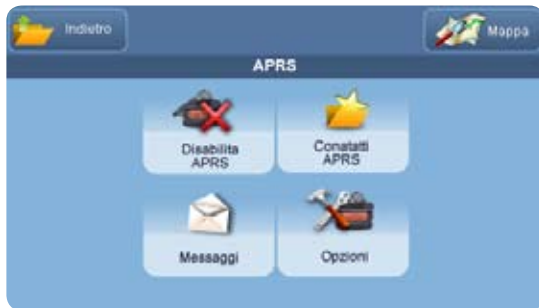 Indietro
Mappa
APRS
Disabilita
APRS
Conatatti
APRS
Messaggi
Opzioni